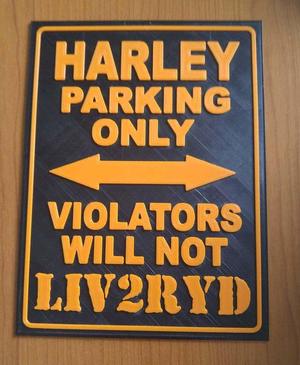 HARLEY
PARKING
ONLY
VIOLATORS
WILL NOT
LIV2RYD